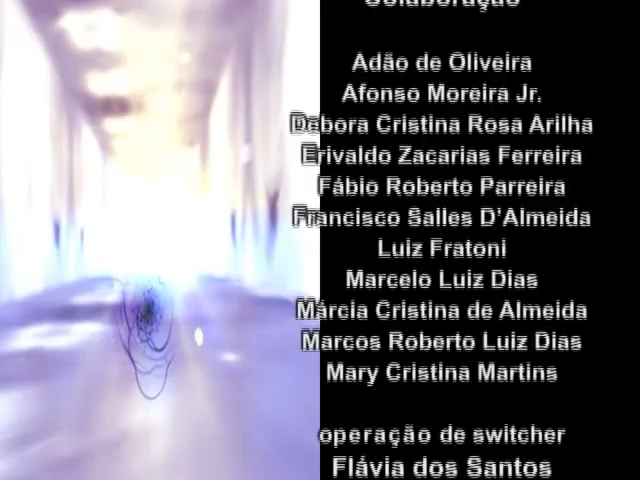 Colaboração
Adão de Oliveira
Afonso Moreira Jr.
Debora Cristina Rosa Arilha
Erivaldo Zacarias Ferreira
Fábio Roberto Parreira
Francisco Salles D'Almeida
Luiz Fratoni
Marcelo Luiz Dias
Márcia Cristina de Almeida
Marcos Roberto Luiz Dias
Mary Cristina Martins
operação de switcher
Flávia dos Santos